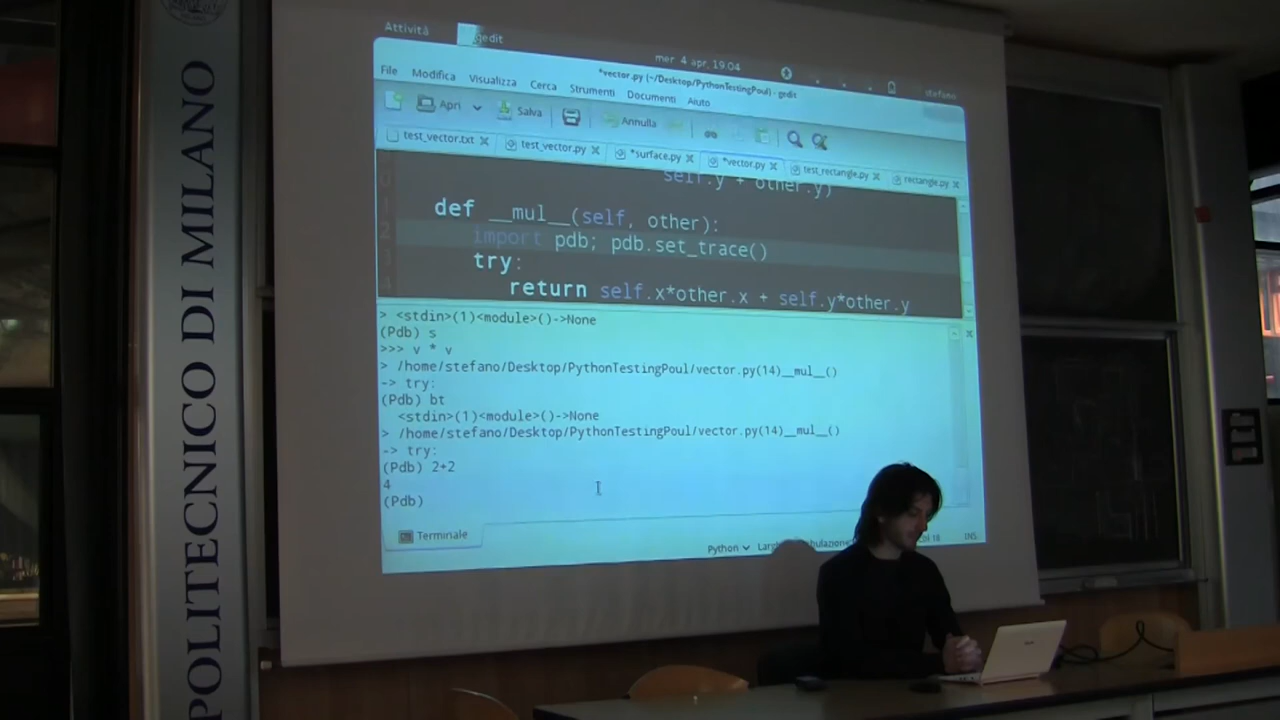 POLITECNICO DI MILANO
Attività gedit
mer 4 apr, 19.04
stefano
*vector.py (~/Desktop/PythonTestingPoul) - gedit
File Modifica Visualizza Cerca Strumenti Documenti Aiuto
Apri Salva Annulla
test_vector.txt test_vector.py *surface.py *vector.py test_rectangle.py rectangle.py
self.y + other.y)
def __mul__(self, other):
import pdb; pdb.set_trace()
try:
return self.x*other.x + self.y*other.y
> <stdin>(1)<module>()->None
(Pdb) s
>>> v * v
> /home/stefano/Desktop/PythonTestingPoul/vector.py(14)__mul__()
-> try:
(Pdb) bt
<stdin>(1)<module>()->None
> /home/stefano/Desktop/PythonTestingPoul/vector.py(14)__mul__()
-> try:
(Pdb) 2+2
4
(Pdb)
Terminale
Python INS